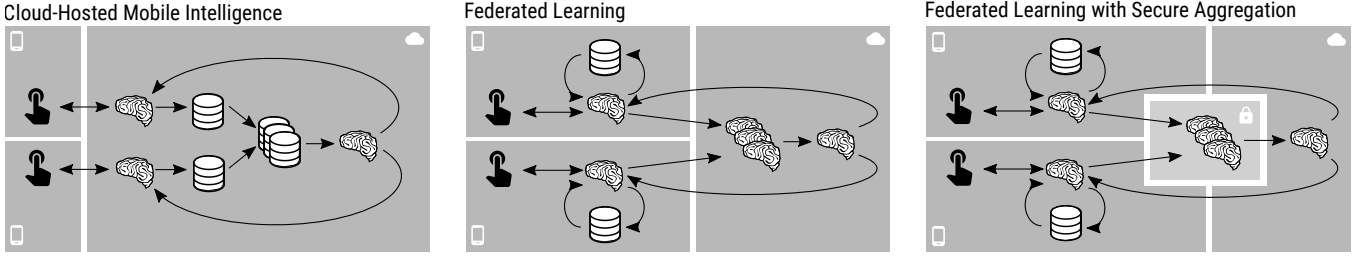 Cloud-Hosted Mobile Intelligence
Federated Learning
Federated Learning with Secure Aggregation